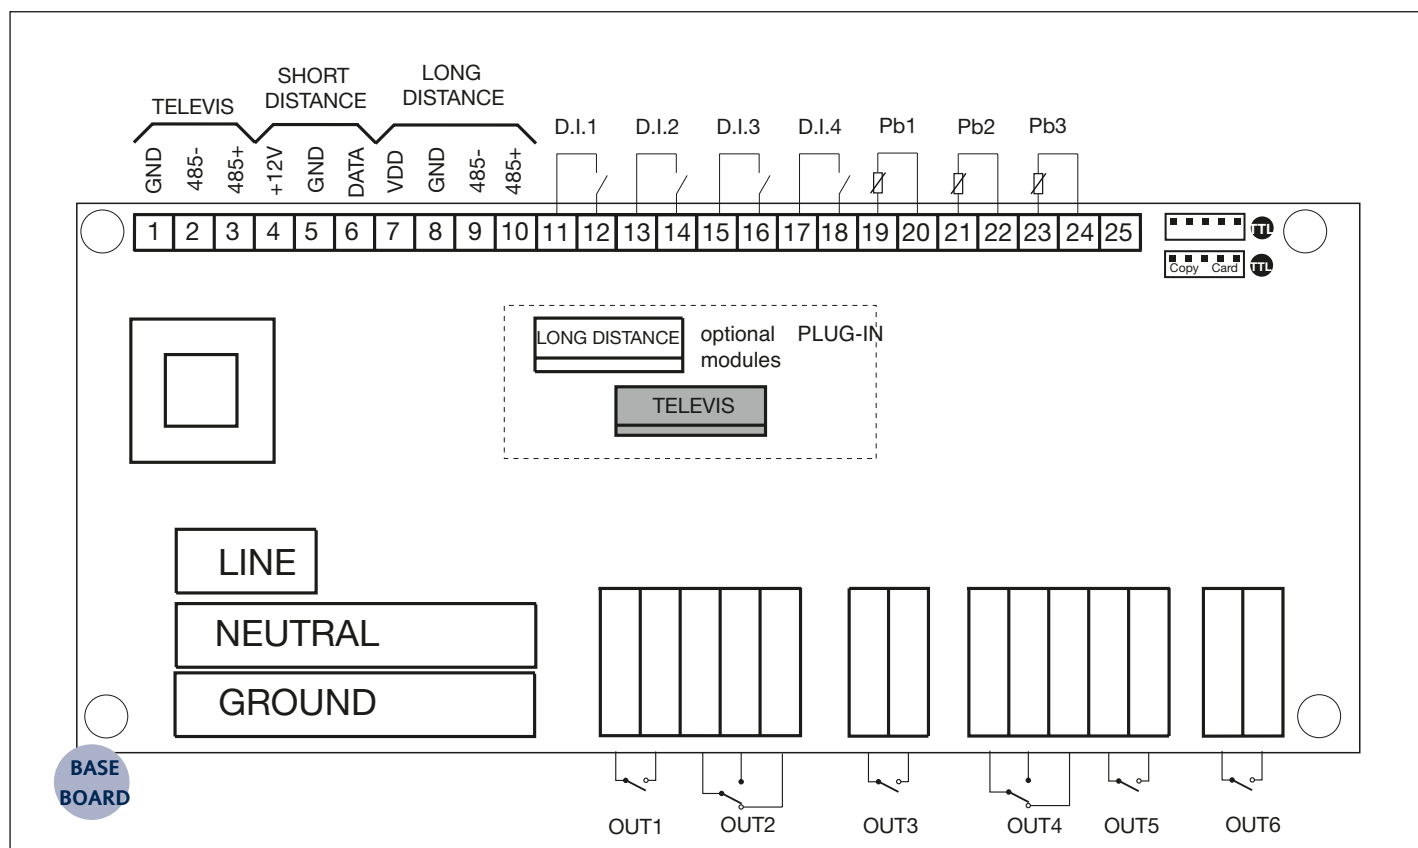 TELEVIS
SHORT
DISTANCE
LONG
DISTANCE
GND
485-
485+
+12V
GND
DATA
VDD
GND
485-
485+
D.I.1
D.I.2
D.I.3
D.I.4
Pb1
Pb2
Pb3
1 2 3 4 5 6 7 8 9 10 11 12 13 14 15 16 17 18 19 20 21 22 23 24 25
TTL
Copy Card
TTL
LONG DISTANCE
optional PLUG-IN
modules
TELEVIS
LINE
NEUTRAL
GROUND
BASE
BOARD
OUT1
OUT2
OUT3
OUT4
OUT5
OUT6